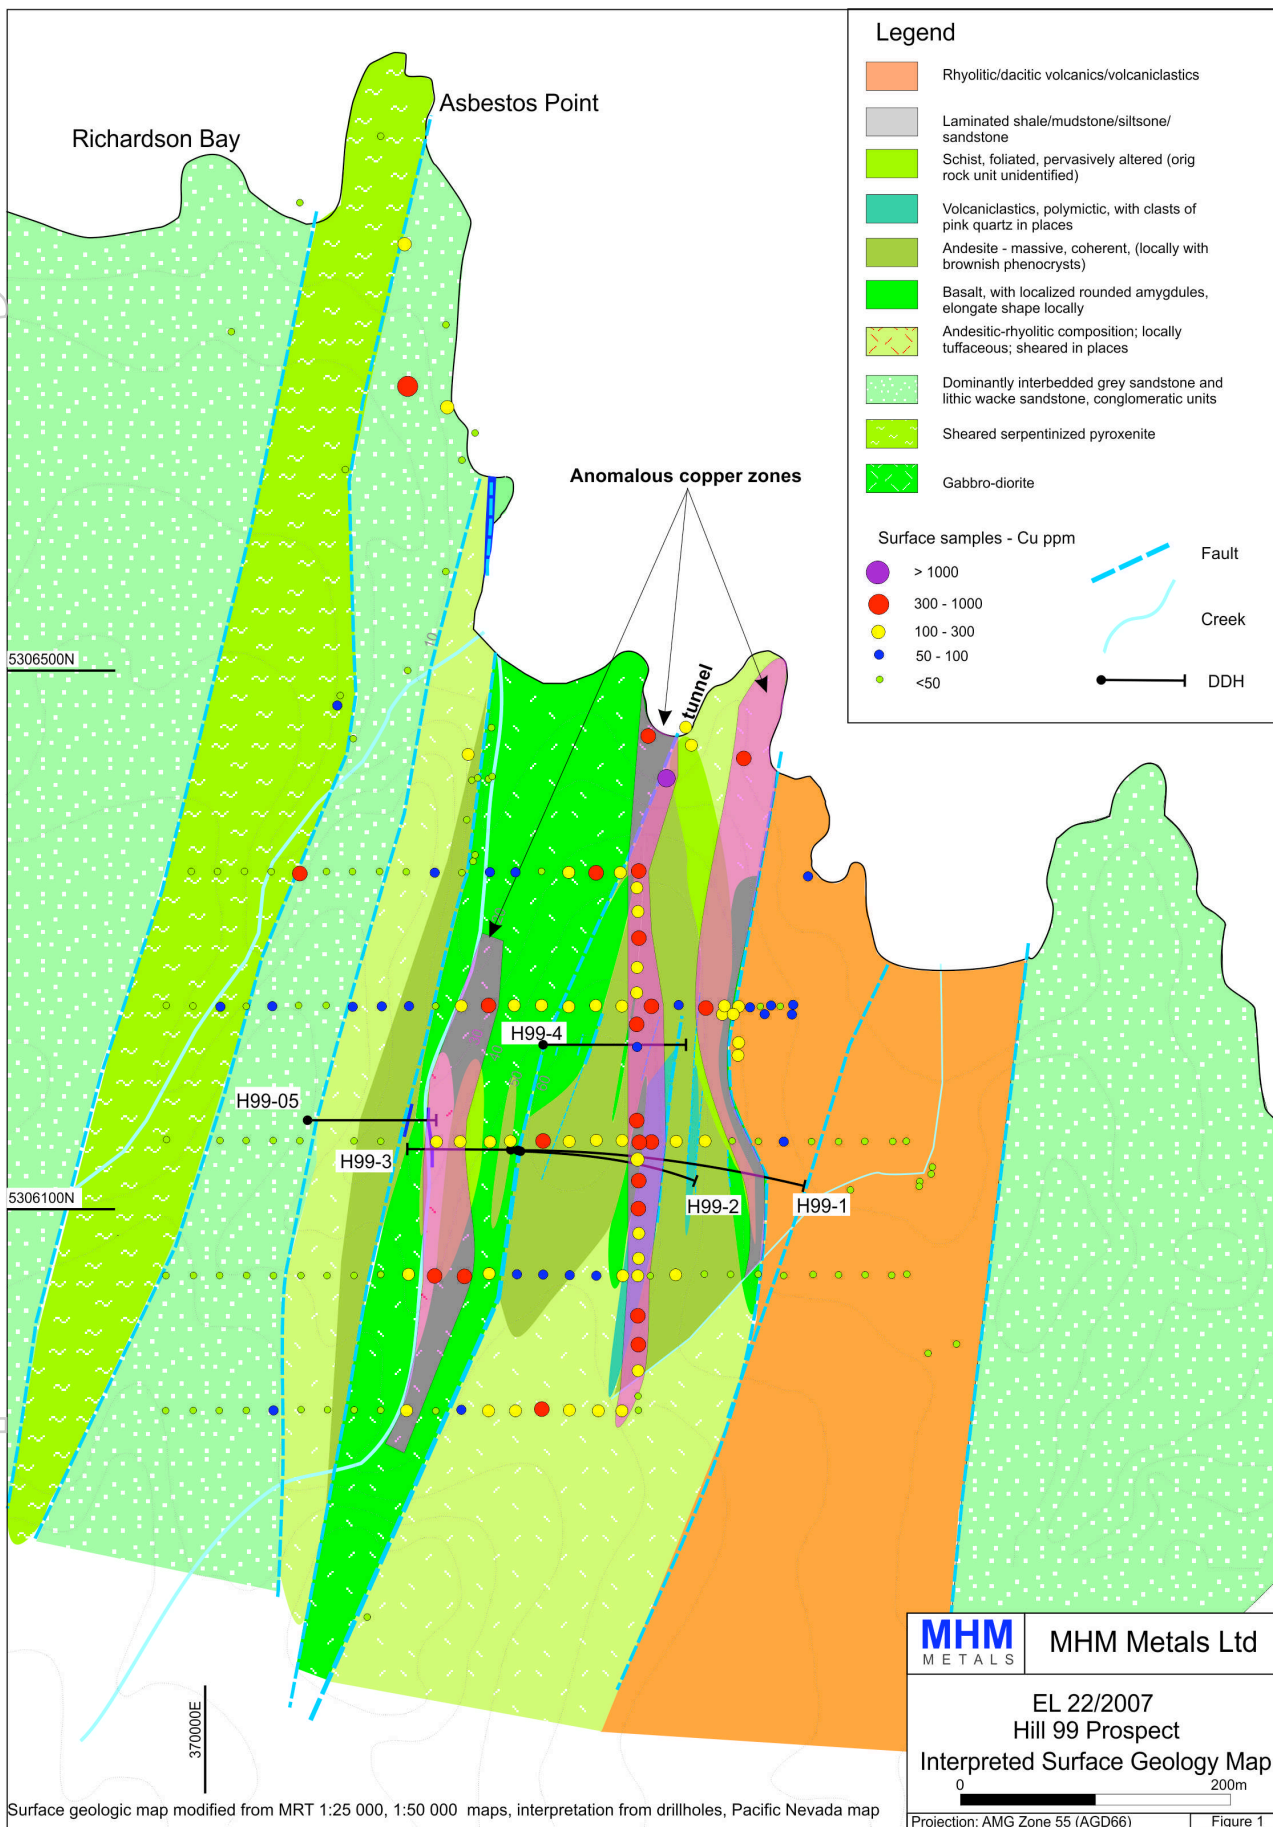 Legend
Rhyolitic/dacitic volcanics/volcaniclastics
Laminated shale/mudstone/siltsone/
sandstone
Schist, foliated, pervasively altered (orig
rock unit unidentified)
Volcaniclastics, polymictic, with clasts of
pink quartz in places
Andesite - massive, coherent, (locally with
brownish phenocrysts)
Basalt, with localized rounded amygdules,
elongate shape locally
Andesitic-rhyolitic composition; locally
tuffaceous; sheared in places
Dominantly interbedded grey sandstone and
lithic wacke sandstone, conglomeratic units
Sheared serpentinized pyroxenite
Gabbro-diorite
Surface samples - Cu ppm
> 1000
300 - 1000
100 - 300
50 - 100
<50
Fault
Creek
DDH
Asbestos Point
Richardson Bay
Anomalous copper zones
10
5306500N
tunnel
H99-4
H99-05
H99-3
H99-2
H99-1
5306100N
370000E
MHM
METALS
MHM Metals Ltd
EL 22/2007
Hill 99 Prospect
Interpreted Surface Geology Map
0
200m
Surface geologic map modified from MRT 1:25 000, 1:50 000 maps, interpretation from drillholes, Pacific Nevada map
Projection: AMG Zone 55 (AGD66)
Figure 1